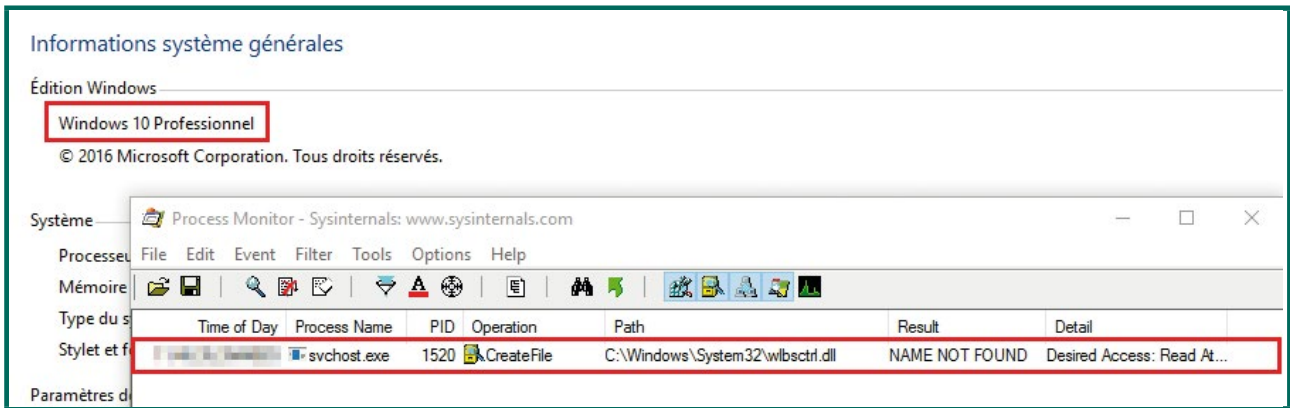 Informations système générales
Édition Windows
Windows 10 Professionnel
© 2016 Microsoft Corporation. Tous droits réservés.
Système
Process Monitor - Sysinternals: www.sysinternals.com
Processeu
File Edit Event Filter Tools Options Help
Mémoire
Type du s
Time of Day Process Name PID Operation Path Result Detail
Stylet et f
svchost.exe 1520 CreateFile C:\Windows\System32\wlbsctrl.dll NAME NOT FOUND Desired Access: Read At...
Paramètres d